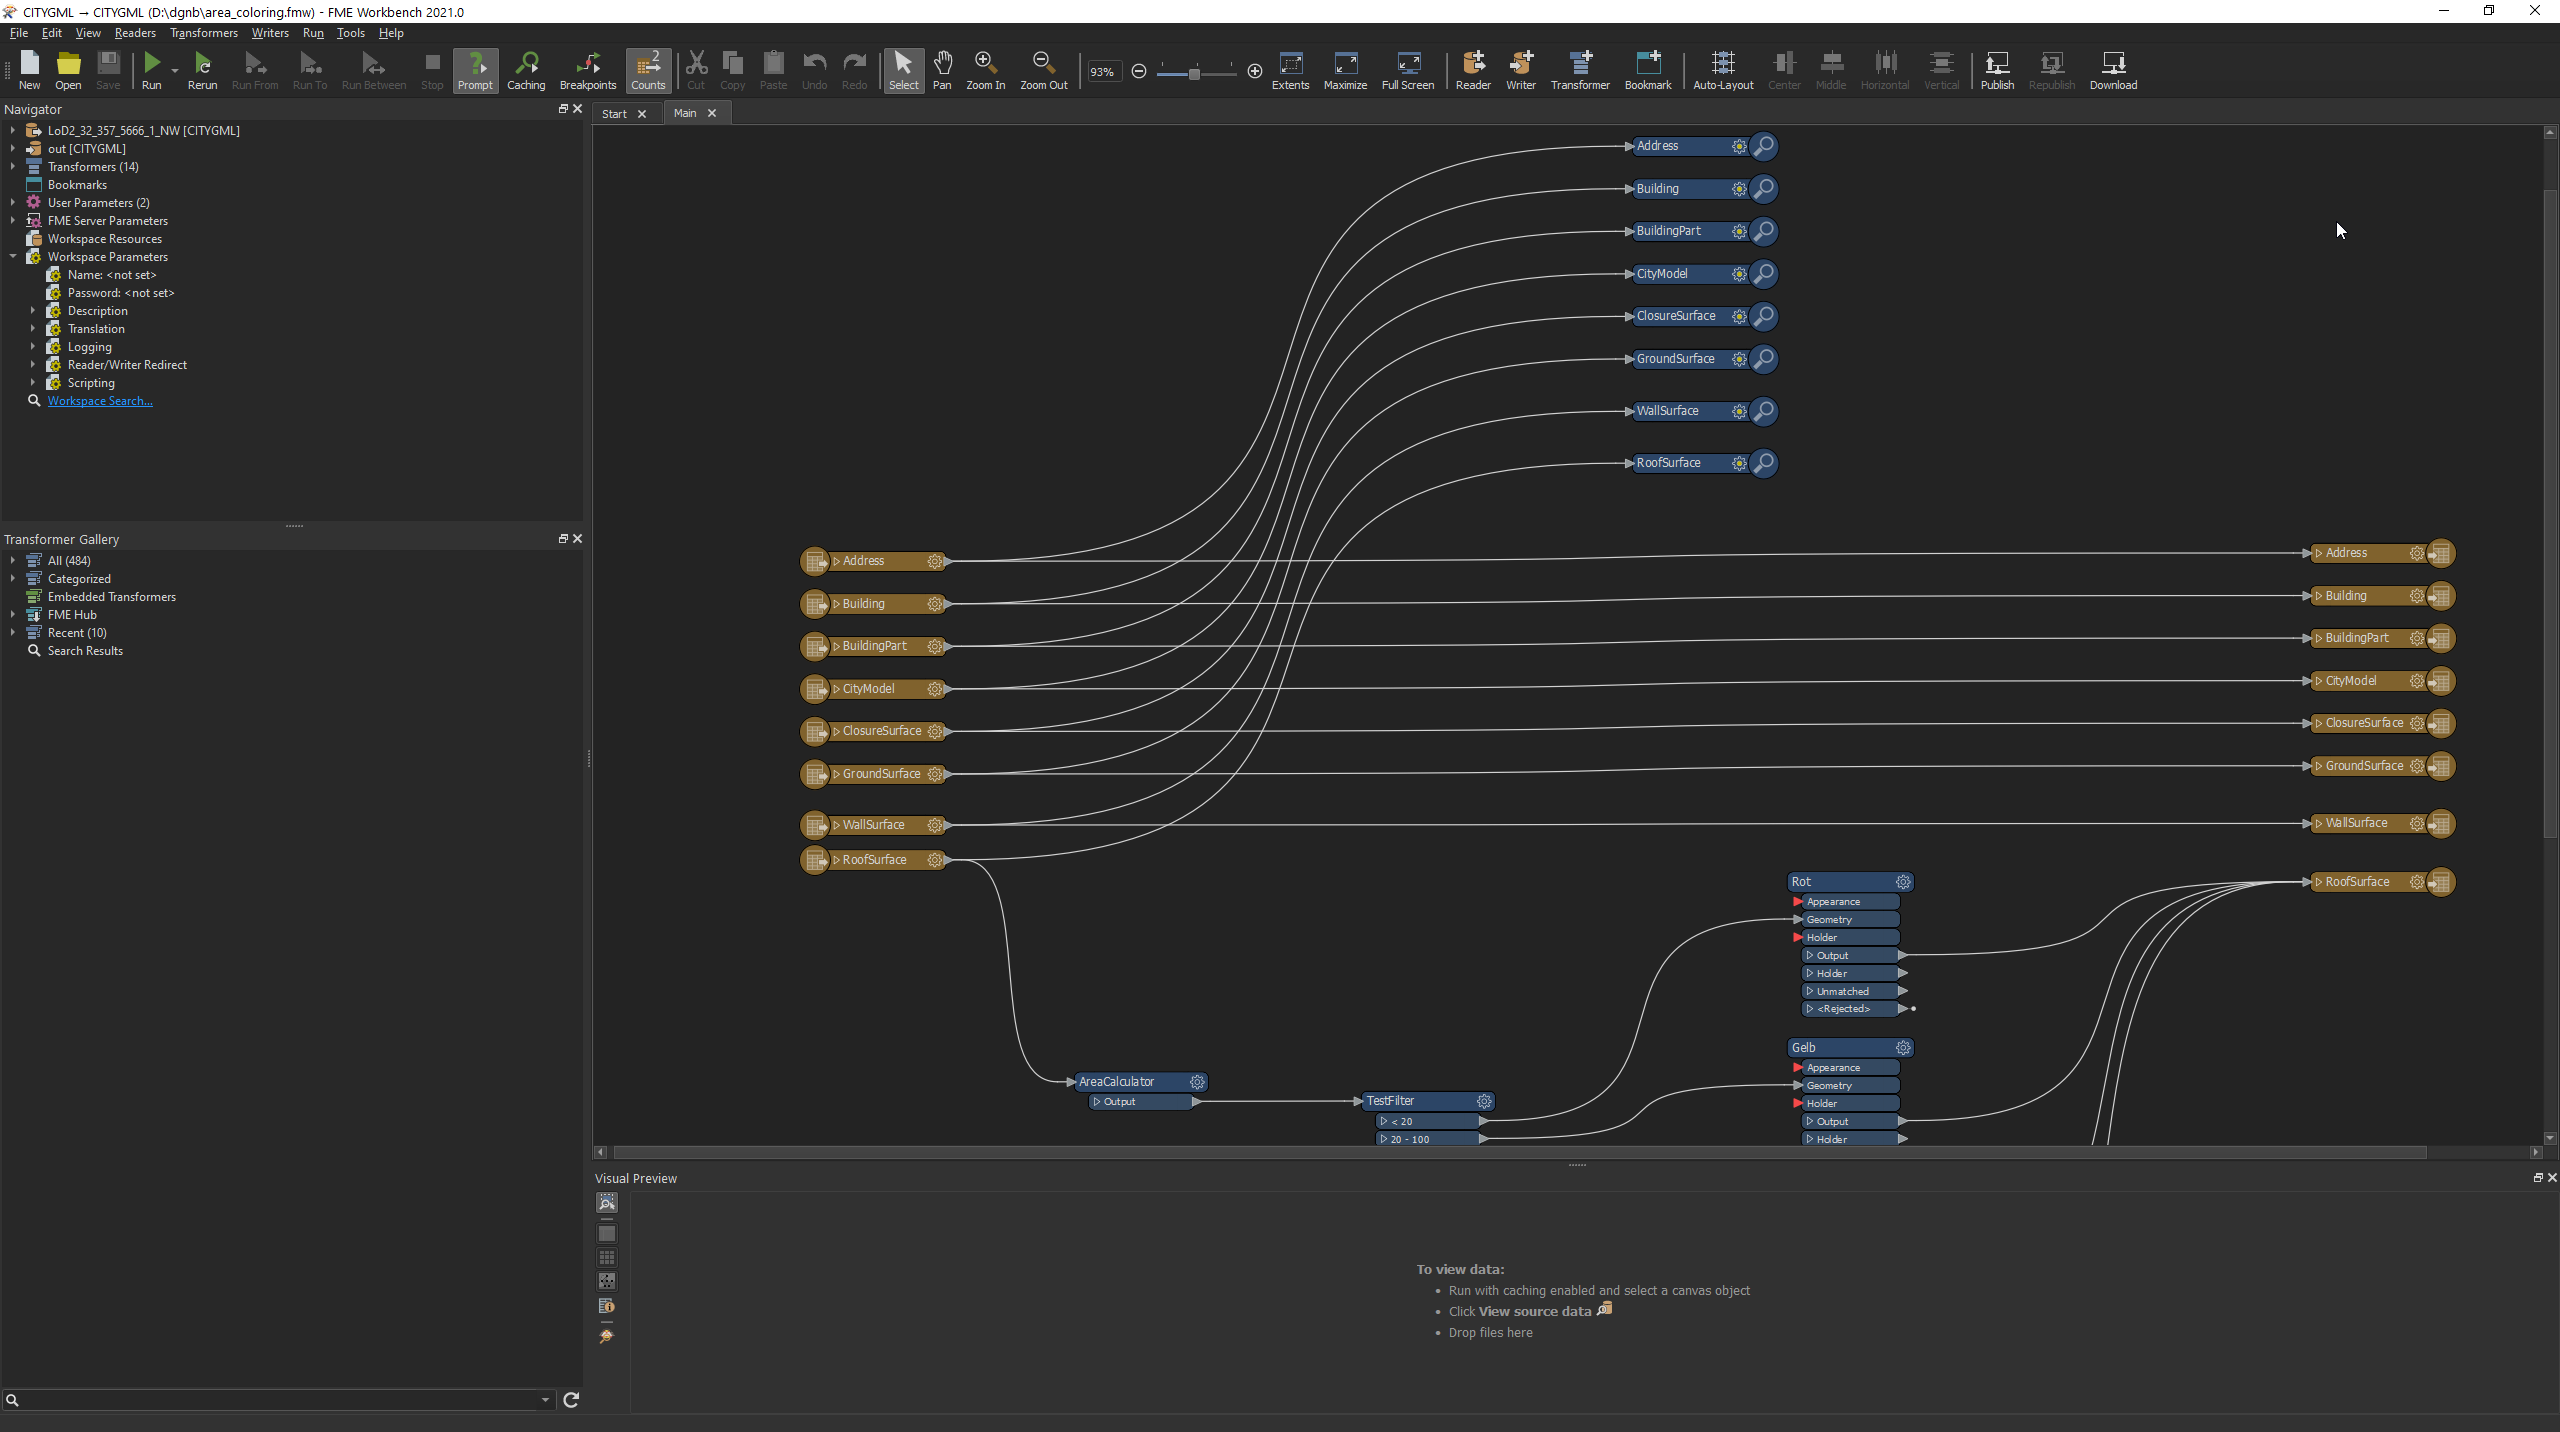 CITYGML → CITYGML (D:\dgnb\area_coloring.fmw) - FME Workbench 2021.0
File Edit View Readers Transformers Writers Run Tools Help
2
93%
New Open Save Run Rerun Run From Run To Run Between Stop Prompt Caching Breakpoints Counts Cut Copy Paste Undo Redo Select Pan Zoom In Zoom Out Extents Maximize Full Screen Reader Writer Transformer Bookmark Auto-Layout Center Middle Horizontal Vertical Publish Republish Download
Navigator
LoD2_32_357_5666_1_NW [CITYGML]
out [CITYGML]
Transformers (14)
Bookmarks
User Parameters (2)
FME Server Parameters
Workspace Resources
Workspace Parameters
Name: <not set>
Password: <not set>
Description
Translation
Logging
Reader/Writer Redirect
Scripting
Workspace Search...
Transformer Gallery
All (484)
Categorized
Embedded Transformers
FME Hub
Recent (10)
Search Results
Start
Main
Address
Building
BuildingPart
CityModel
ClosureSurface
GroundSurface
WallSurface
RoofSurface
Address
Building
BuildingPart
CityModel
ClosureSurface
GroundSurface
WallSurface
RoofSurface
Address
Building
BuildingPart
CityModel
ClosureSurface
GroundSurface
WallSurface
RoofSurface
AreaCalculator
Output
TestFilter
< 20
20 - 100
Rot
Appearance
Geometry
Holder
Output
Holder
Unmatched
<Rejected>
Gelb
Appearance
Geometry
Holder
Output
Holder
Visual Preview
To view data:
• Run with caching enabled and select a canvas object
• Click View source data
• Drop files here